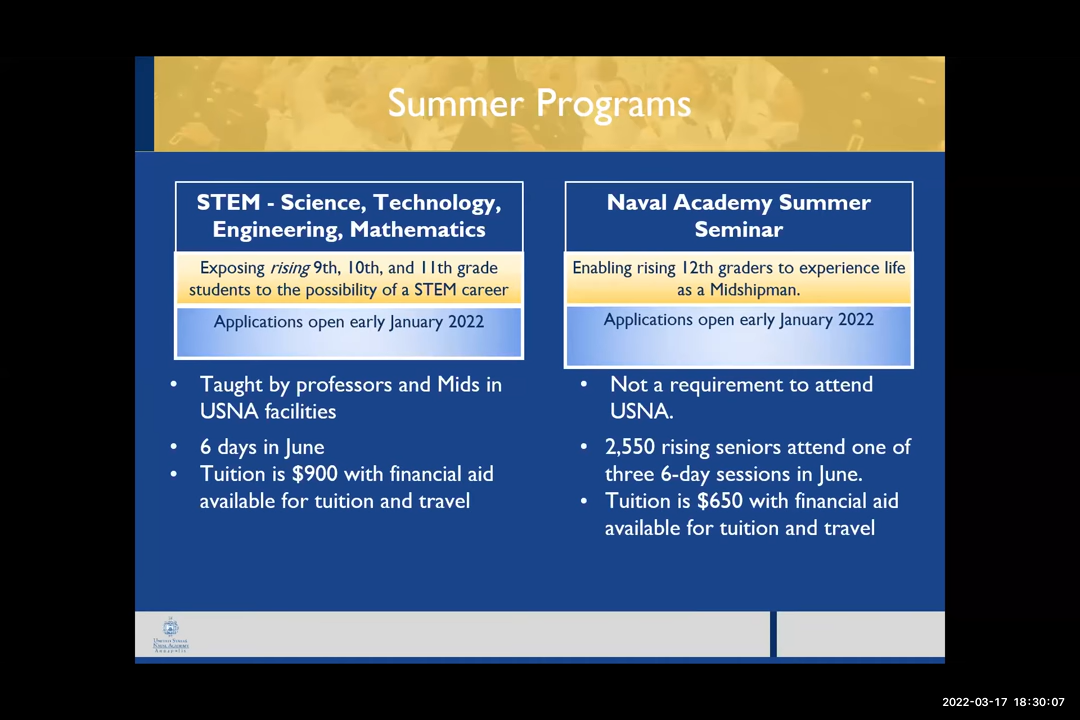 Summer Programs
STEM - Science, Technology,
Engineering, Mathematics
Exposing rising 9th, 10th, and 11th grade
students to the possibility of a STEM career
Applications open early January 2022
• Taught by professors and Mids in
USNA facilities
• 6 days in June
• Tuition is $900 with financial aid
available for tuition and travel
Naval Academy Summer
Seminar
Enabling rising 12th graders to experience life
as a Midshipman.
Applications open early January 2022
• Not a requirement to attend
USNA.
• 2,550 rising seniors attend one of
three 6-day sessions in June.
• Tuition is $650 with financial aid
available for tuition and travel
United States
Naval Academy
Annapolis
2022-03-17 18:30:07